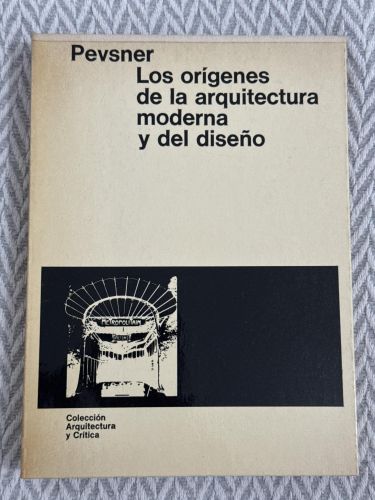 Pevsner
Los orígenes
de la arquitectura
moderna
y del diseño
METROPOLITAIN
Colección
Arquitectura
y Crítica